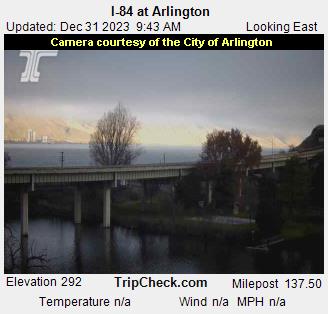 I-84 at Arlington
Updated: Dec 31 2023 9:43 AM Looking East
Camera courtesy of the City of Arlington
Elevation 292 TripCheck.com Milepost 137.50
Temperature n/a Wind n/a MPH n/a